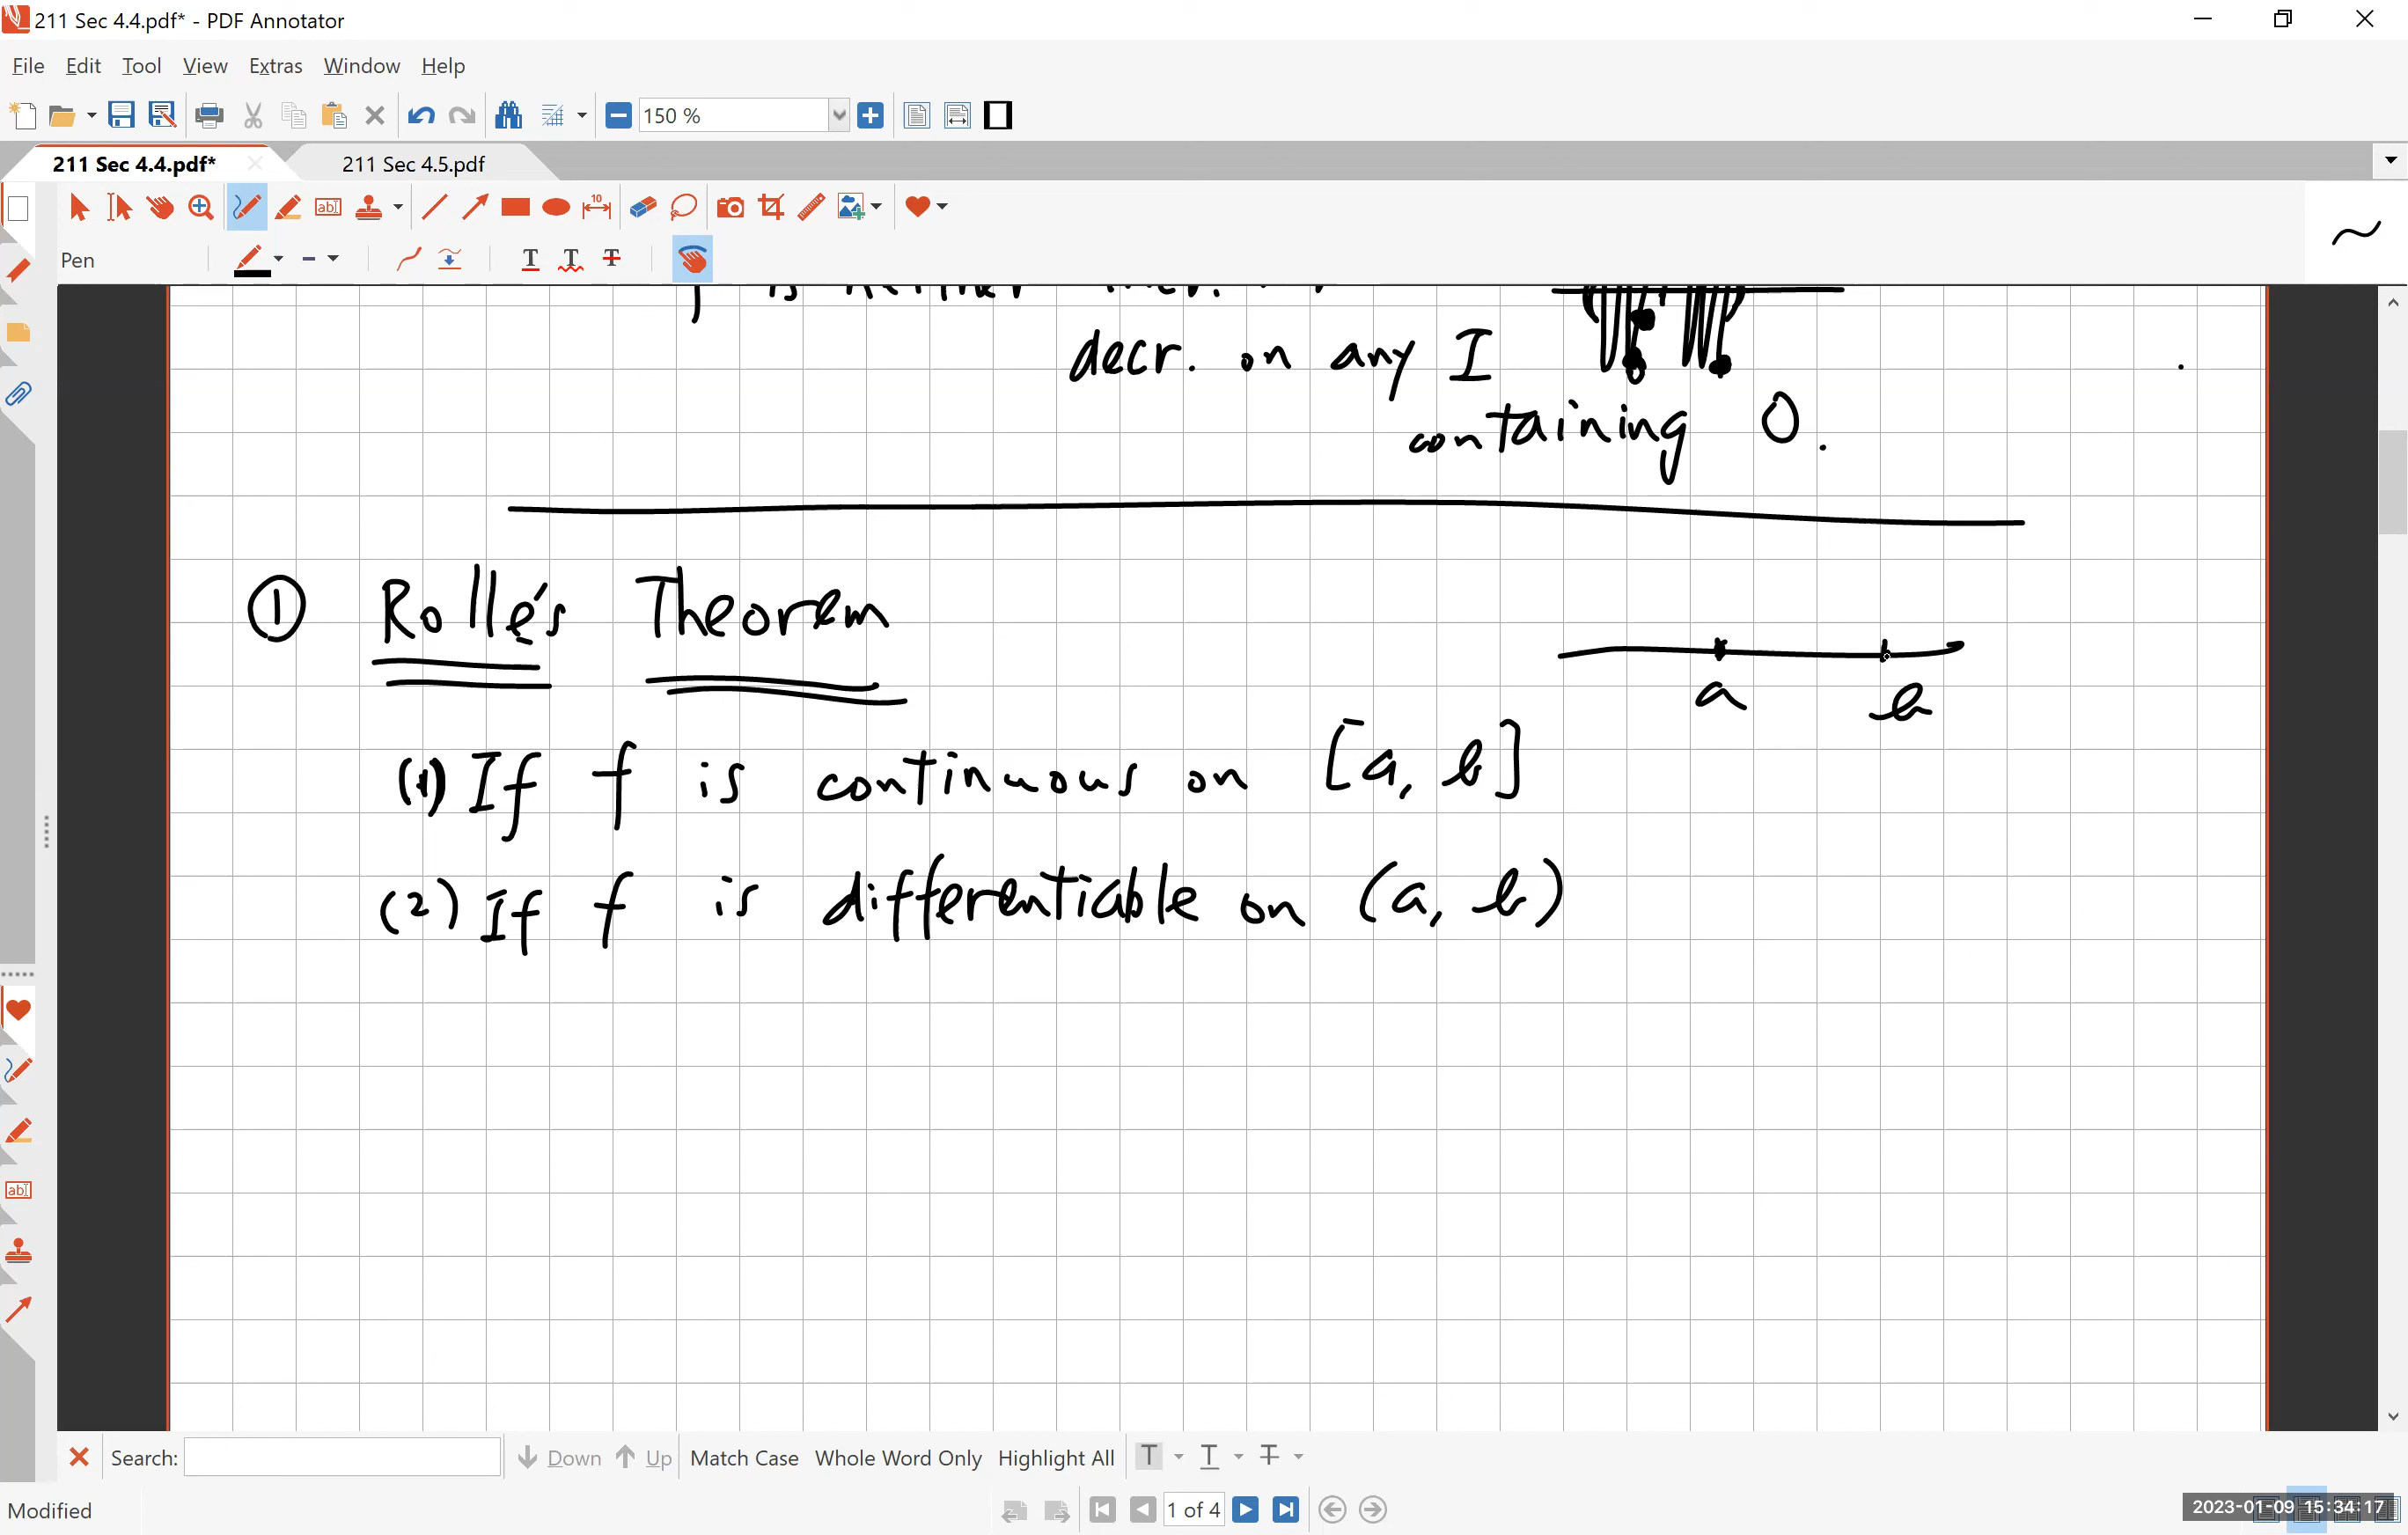 211 Sec 4.4.pdf* - PDF Annotator
File Edit Tool View Extras Window Help
150 %
211 Sec 4.4.pdf* 211 Sec 4.5.pdf
Pen
decr. on any I
containing 0.
① Rolle's Theorem
a b
(1) If f is continuous on [a, b]
(2) If f is differentiable on (a, b)
Search: Down Up Match Case Whole Word Only Highlight All
Modified 1 of 4 2023-01-09 15:34:17